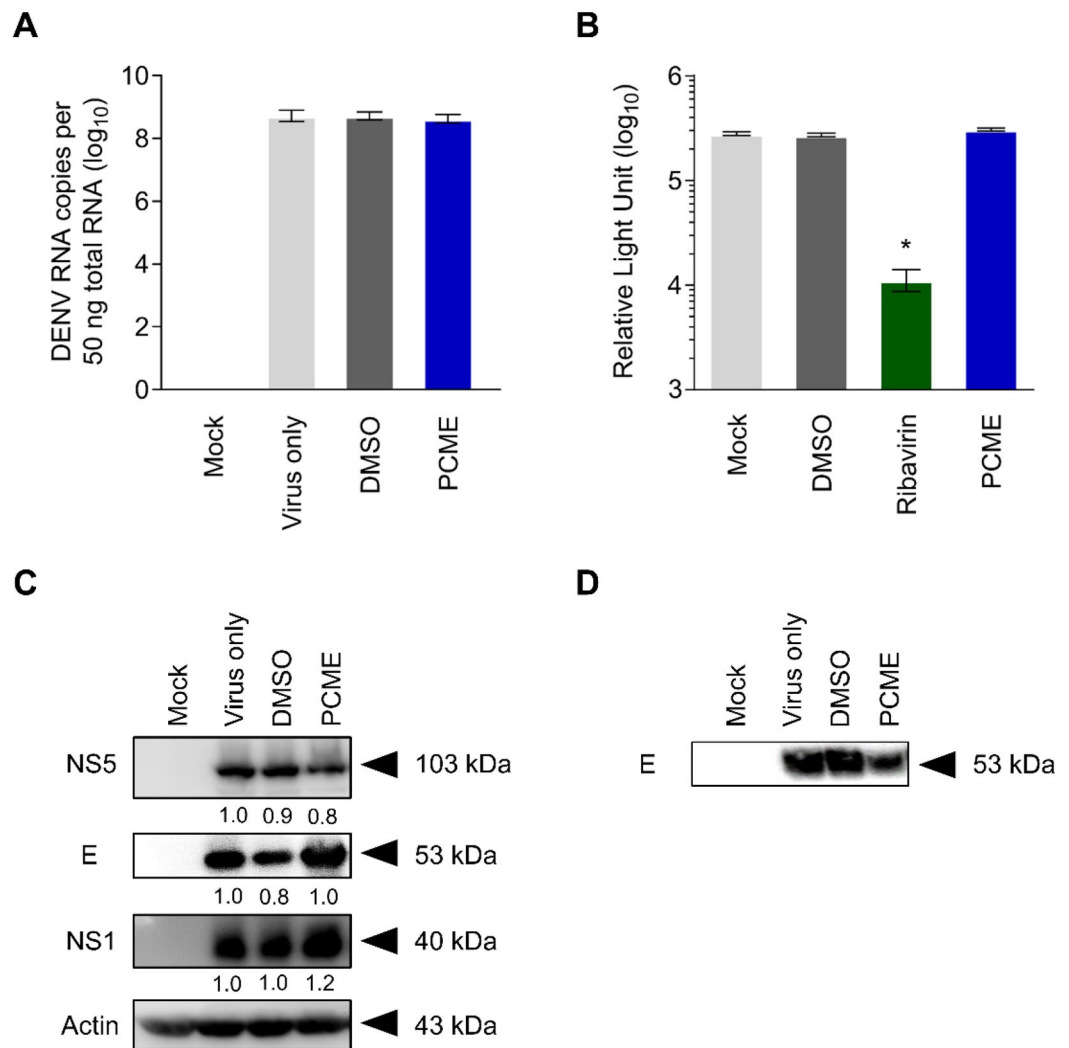 A
DENV RNA copies per
50 ng total RNA (log10)
10
8
6
4
2
0
Mock
Virus only
DMSO
PCME
B
Relative Light Unit (log10)
6
5
4
3
*
Mock
DMSO
Ribavirin
PCME
C
Mock
Virus only
DMSO
PCME
NS5
103 kDa
1.0 0.9 0.8
E
53 kDa
1.0 0.8 1.0
NS1
40 kDa
1.0 1.0 1.2
Actin
43 kDa
D
Mock
Virus only
DMSO
PCME
E
53 kDa